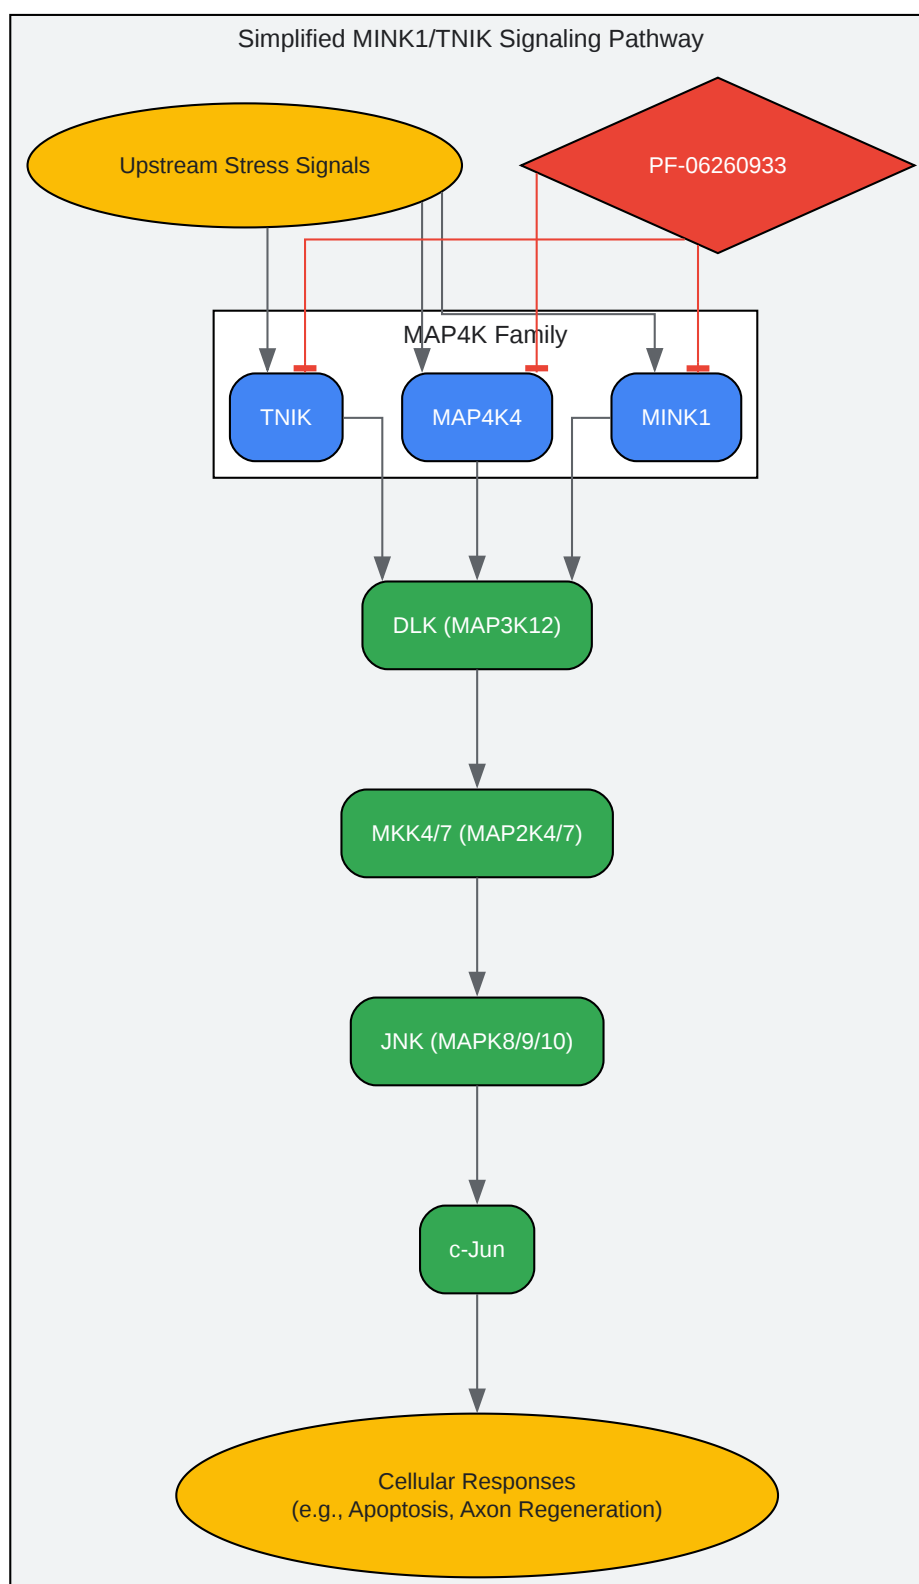 Simplified MINK1/TNIK Signaling Pathway
Upstream Stress Signals
PF-06260933
MAP4K Family
TNIK
MAP4K4
MINK1
DLK (MAP3K12)
MKK4/7 (MAP2K4/7)
JNK (MAPK8/9/10)
c-Jun
Cellular Responses
(e.g., Apoptosis, Axon Regeneration)